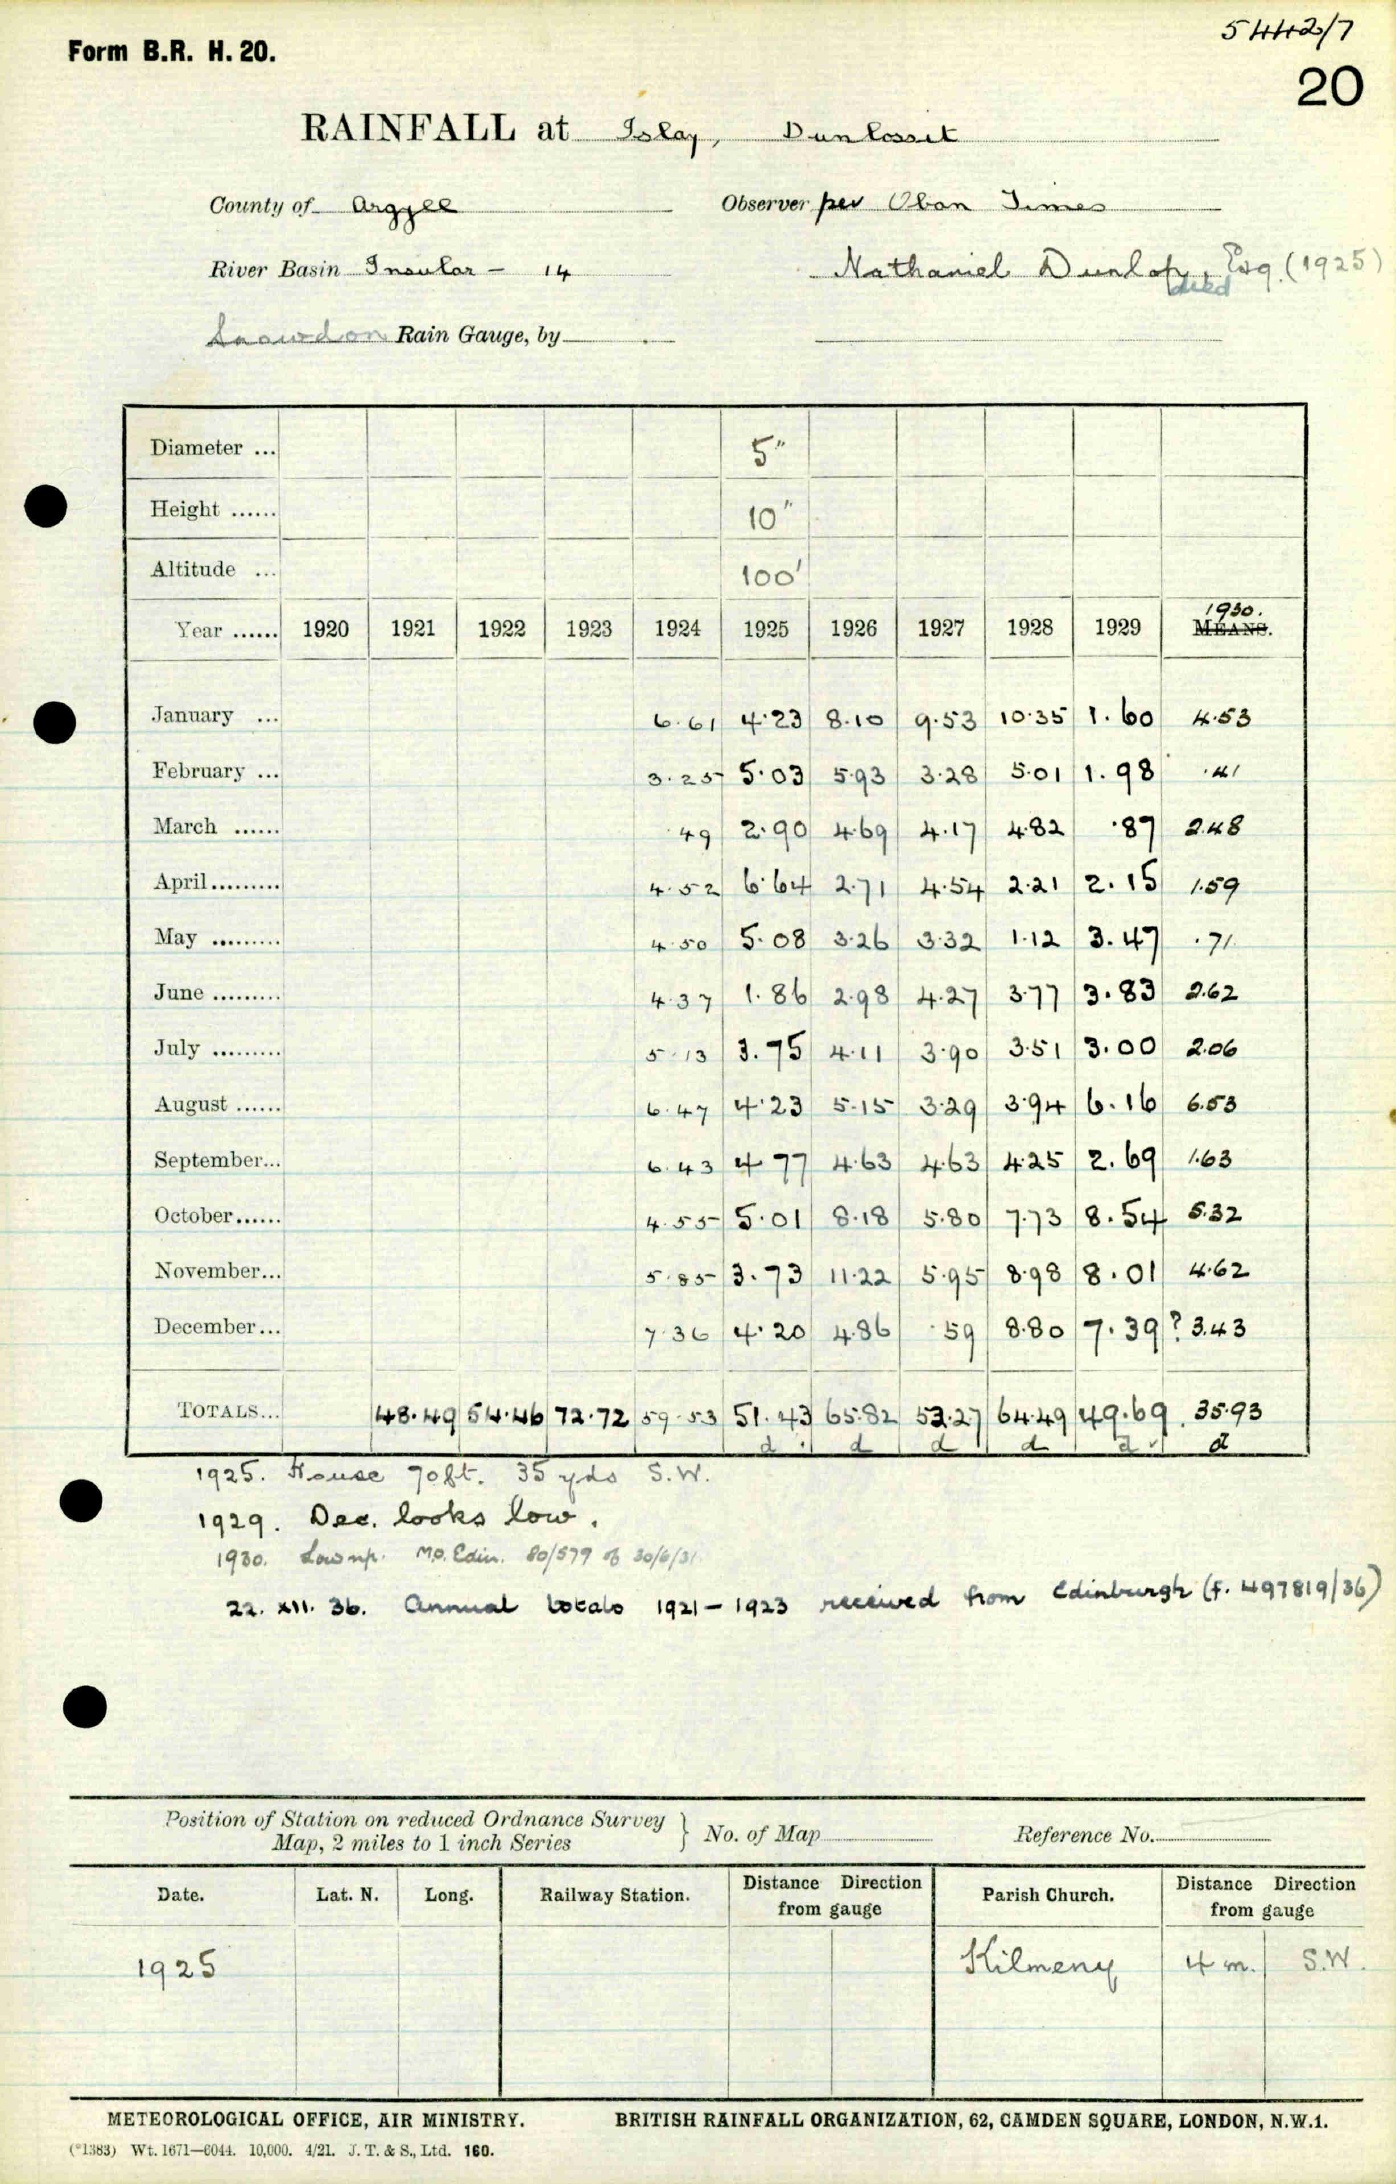 5442/7
Form B.R. H. 20.
20
RAINFALL at Islay, Dunlossit
County of Argyll Observer per Oban Times
River Basin Insular - 14 Nathaniel Dunlop, Esq. (1925)
died
Snowdon Rain Gauge, by
Diameter ... 5"
Height ...... 10"
Altitude ... 100'
1930.
Year ...... 1920 1921 1922 1923 1924 1925 1926 1927 1928 1929 MEANS.
January ... 6.61 4.23 8.10 9.53 10.35 1.60 4.53
February ... 3.25 5.03 5.93 3.28 5.01 1.98 .41
March ...... .49 2.90 4.69 4.17 4.82 .87 2.48
April......... 4.52 6.64 2.71 4.54 2.21 2.15 1.59
May ......... 4.50 5.08 3.26 3.32 1.12 3.47 .71
June ......... 4.37 1.86 2.98 4.27 3.77 3.83 2.62
July ......... 5.13 3.75 4.11 3.90 3.51 3.00 2.06
August ...... 6.47 4.23 5.15 3.29 3.94 6.16 6.53
September... 6.43 4.77 4.63 4.63 4.25 2.69 1.63
October...... 4.55 5.01 8.18 5.80 7.73 8.54 5.32
November... 5.85 3.73 11.22 5.95 8.98 8.01 4.62
December... 7.36 4.20 4.86 .59 8.80 7.39 ? 3.43
TOTALS... 48.49 54.46 72.72 59.53 51.43 65.82 53.27 64.49 49.69 35.93
d d d d d d
1925. House 70ft. 35 yds S.W.
1929. Dec. looks low.
1930. M.O. Edin. 80/579 of 30/6/31.
22. XII. 36. Annual totals 1921-1923 received from Edinburgh (f. 497819/36)
Position of Station on reduced Ordnance Survey
Map, 2 miles to 1 inch Series } No. of Map Reference No.
Date. Lat. N. Long. Railway Station. Distance Direction from gauge Parish Church. Distance Direction from gauge
1925 Kilmeny 4 m. S.W.
METEOROLOGICAL OFFICE, AIR MINISTRY. BRITISH RAINFALL ORGANIZATION, 62, CAMDEN SQUARE, LONDON, N.W.1.
(*1383) Wt. 1671—6044. 10,000. 4/21. J. T. & S., Ltd. 160.